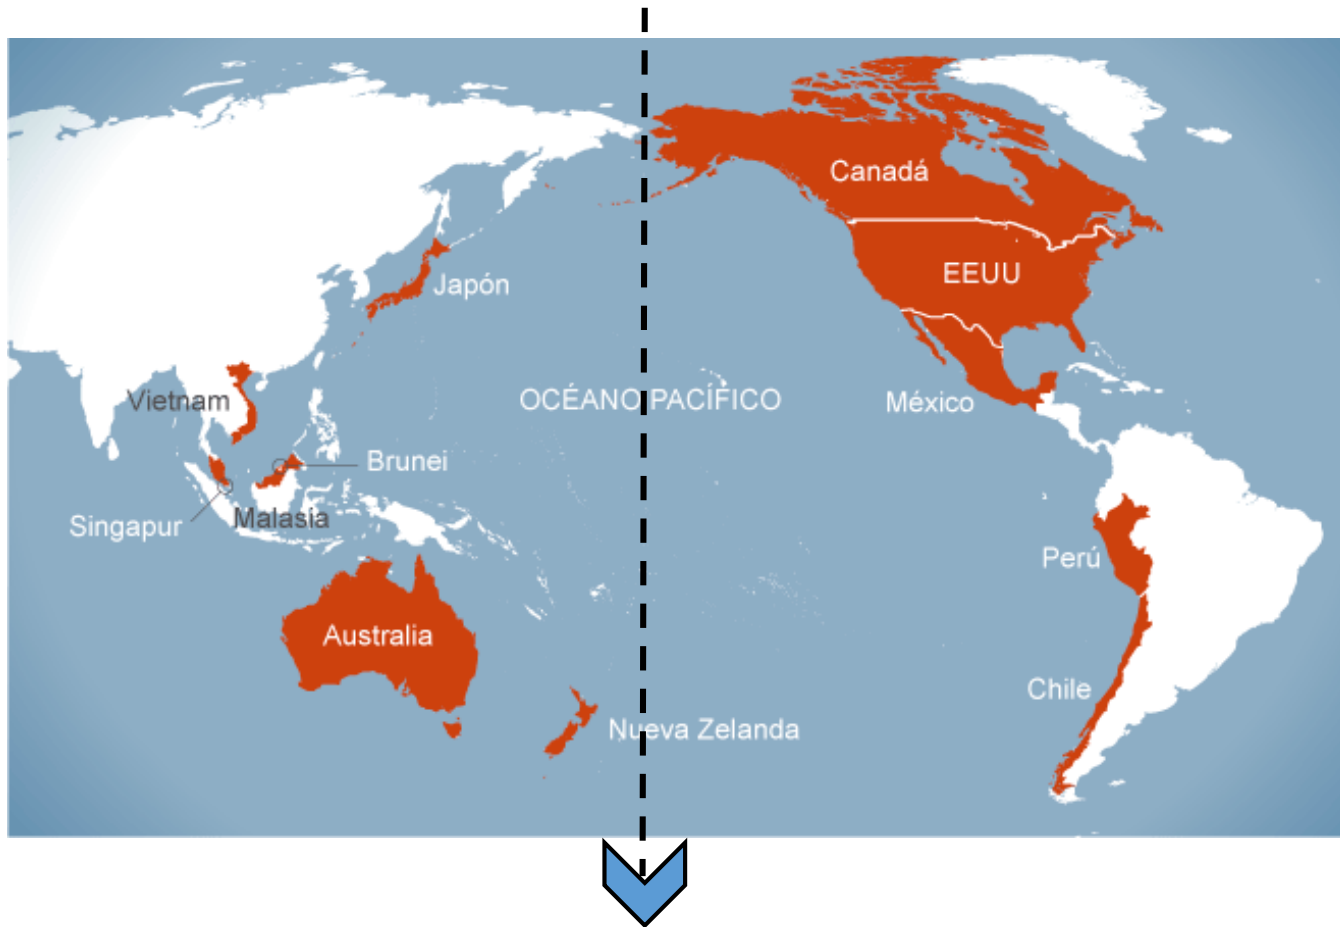 Canadá
EEUU
Japón
Vietnam
OCÉANO PACÍFICO
México
Brunei
Singapur
Malasia
Perú
Australia
Chile
Nueva Zelanda